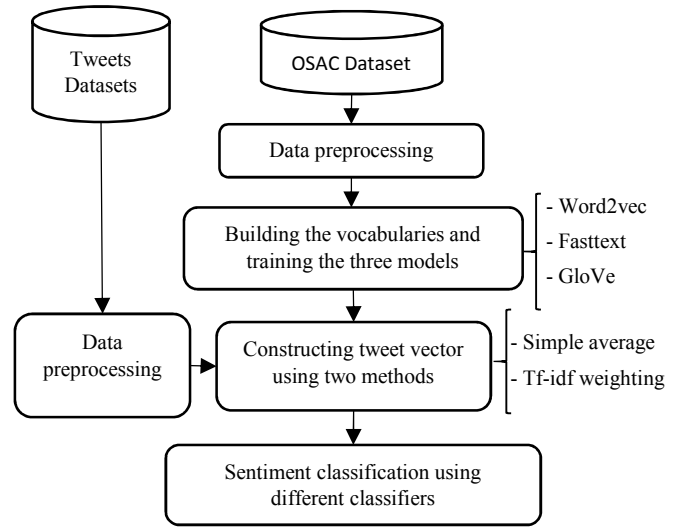 Tweets
Datasets
OSAC Dataset
Data preprocessing
Building the vocabularies and
training the three models
- Word2vec
- Fasttext
- GloVe
Data
preprocessing
Constructing tweet vector
using two methods
- Simple average
- Tf-idf weighting
Sentiment classification using
different classifiers